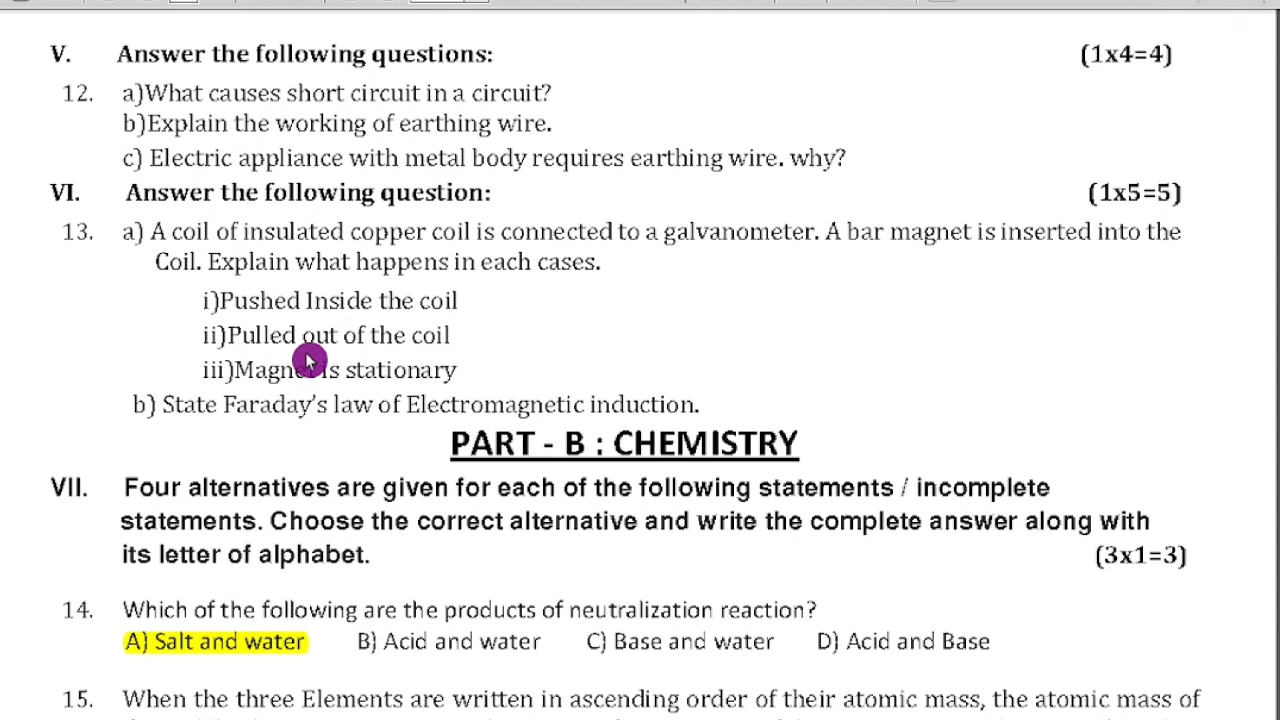 V. Answer the following questions: (1x4=4)
12. a)What causes short circuit in a circuit?
b)Explain the working of earthing wire.
c) Electric appliance with metal body requires earthing wire. why?
VI. Answer the following question: (1x5=5)
13. a) A coil of insulated copper coil is connected to a galvanometer. A bar magnet is inserted into the
Coil. Explain what happens in each cases.
i)Pushed Inside the coil
ii)Pulled out of the coil
iii)Magnet is stationary
b) State Faraday's law of Electromagnetic induction.
PART - B : CHEMISTRY
VII. Four alternatives are given for each of the following statements / incomplete
statements. Choose the correct alternative and write the complete answer along with
its letter of alphabet. (3x1=3)
14. Which of the following are the products of neutralization reaction?
A) Salt and water B) Acid and water C) Base and water D) Acid and Base
15. When the three Elements are written in ascending order of their atomic mass, the atomic mass of